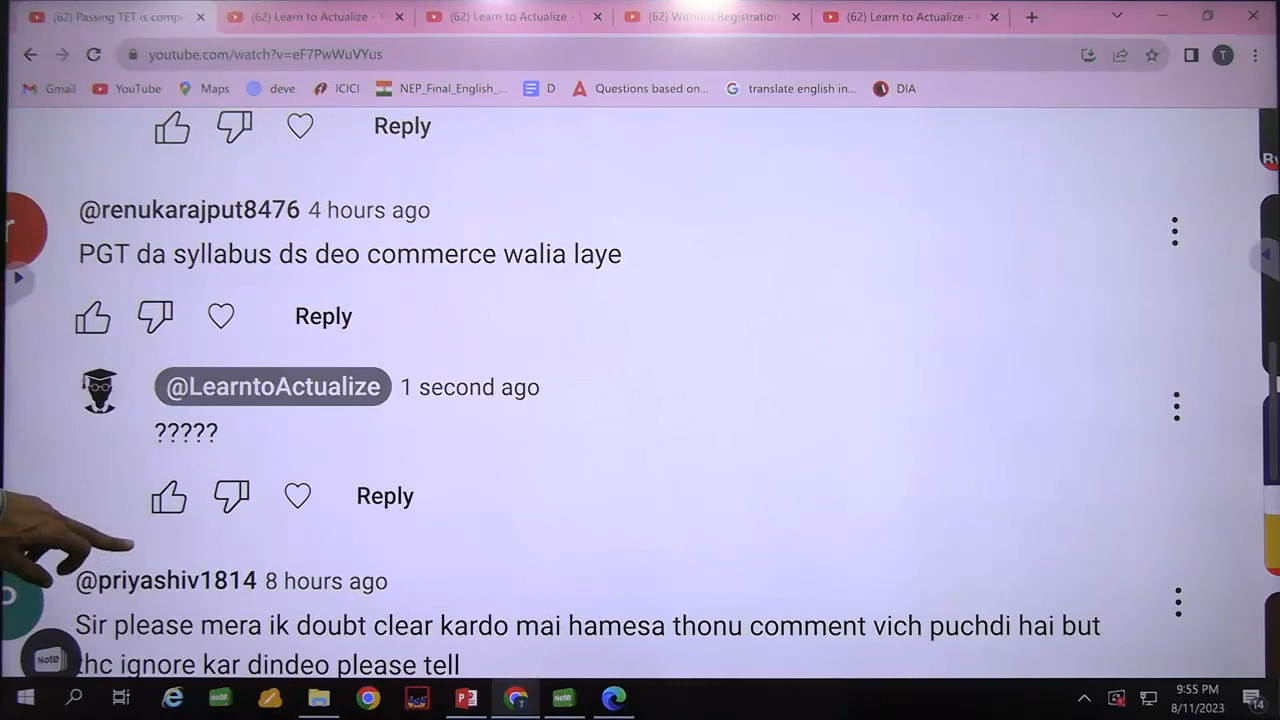 (62) Passing TET is comp
(62) Learn to Actualize -
(62) Learn to Actualize -
(62) Without Registration
(62) Learn to Actualize -
youtube.com/watch?v=eF7PwWuVYus
T
Gmail
YouTube
Maps
deve
ICICI
NEP_Final_English_...
D
Questions based on...
translate english in...
DIA
Reply
@renukarajput8476 4 hours ago
PGT da syllabus ds deo commerce walia laye
Reply
@LearntoActualize 1 second ago
?????
Reply
@priyashiv1814 8 hours ago
Sir please mera ik doubt clear kardo mai hamesa thonu comment vich puchdi hai but
thc ignore kar dindeo please tell
Note
9:55 PM
8/11/2023
14